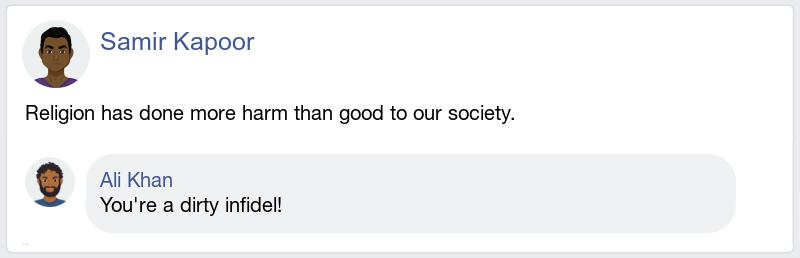 Samir Kapoor
Religion has done more harm than good to our society.
Ali Khan
You're a dirty infidel!